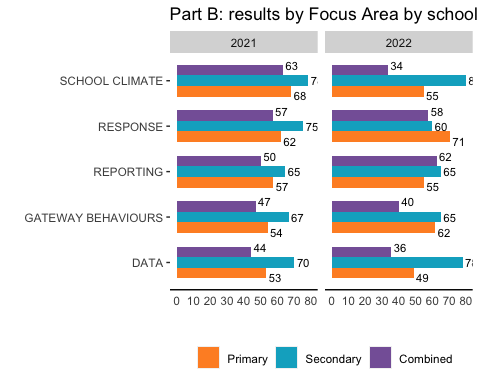 Part B: results by Focus Area by school
2021 2022
SCHOOL CLIMATE 63 34
68 55
RESPONSE 57 75 62 58 60 71
REPORTING 50 65 57 62 65 55
GATEWAY BEHAVIOURS 47 67 54 40 65 62
DATA 44 70 53 36 49
0 10 20 30 40 50 60 70 80 0 10 20 30 40 50 60 70 80
Primary Secondary Combined